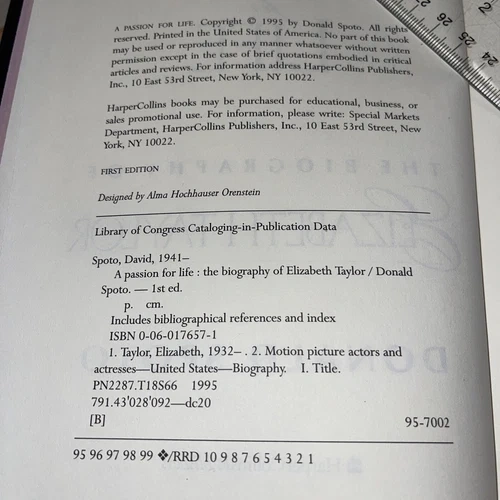 A PASSION FOR LIFE. Copyright © 1995 by Donald Spoto. All rights
reserved. Printed in the United States of America. No part of this book
may be used or reproduced in any manner whatsoever without written
permission except in the case of brief quotations embodied in critical
articles and reviews. For information address HarperCollins Publishers,
Inc., 10 East 53rd Street, New York, NY 10022.
HarperCollins books may be purchased for educational, business, or
sales promotional use. For information, please write: Special Markets
Department, HarperCollins Publishers, Inc., 10 East 53rd Street, New
York, NY 10022.
FIRST EDITION
Designed by Alma Hochhauser Orenstein
Library of Congress Cataloging-in-Publication Data
Spoto, David, 1941–
A passion for life : the biography of Elizabeth Taylor / Donald
Spoto. — 1st ed.
p. cm.
Includes bibliographical references and index
ISBN 0-06-017657-1
1. Taylor, Elizabeth, 1932– . 2. Motion picture actors and
actresses—United States—Biography. I. Title.
PN2287.T18S66 1995
791.43'028'092—dc20
[B] 95-7002
95 96 97 98 99 ❖/RRD 10 9 8 7 6 5 4 3 2 1
2
26
25
24